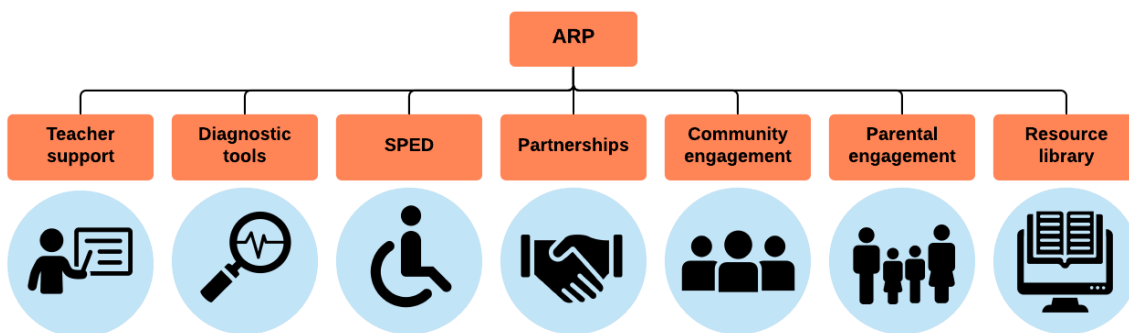 ARP
Teacher
support
Diagnostic
tools
SPED
Partnerships
Community
engagement
Parental
engagement
Resource
library